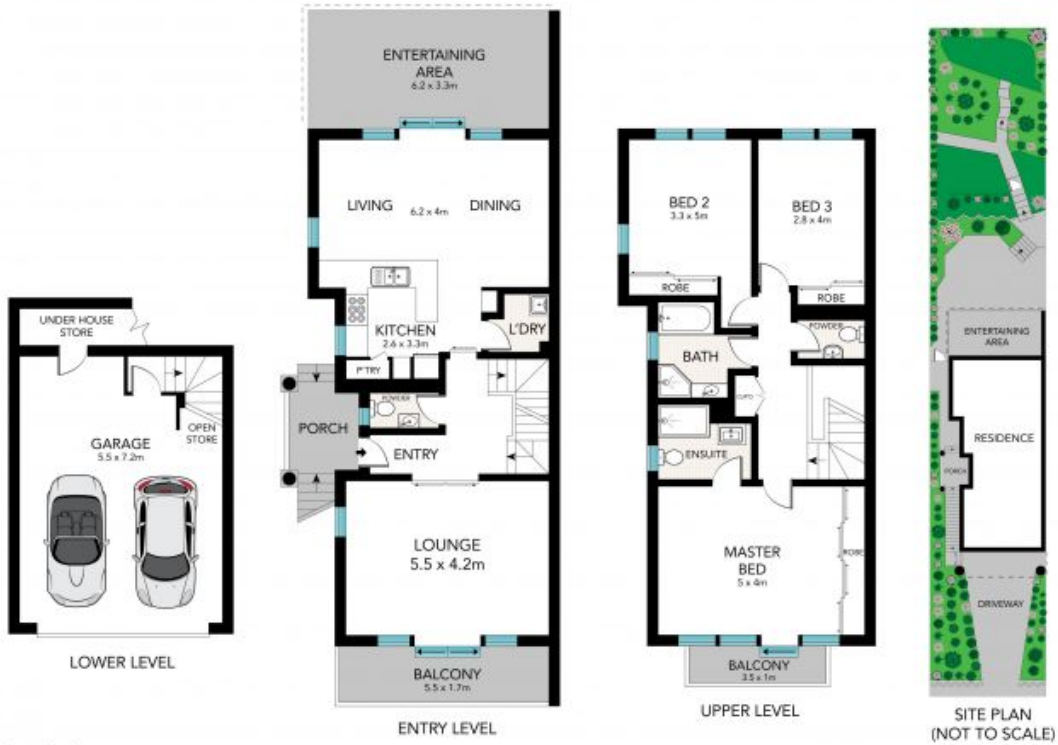 UNDER HOUSE
STORE
GARAGE
5.5 x 7.2m
OPEN
STORE
LOWER LEVEL
ENTERTAINING
AREA
6.2 x 3.3m
LIVING
6.2 x 4m
DINING
KITCHEN
2.6 x 3.3m
L'DRY
P'TRY
POWDER
PORCH
ENTRY
LOUNGE
5.5 x 4.2m
BALCONY
5.5 x 1.7m
ENTRY LEVEL
BED 2
3.3 x 5m
BED 3
2.8 x 4m
ROBE
ROBE
POWDER
BATH
CUP'D
ENSUITE
MASTER
BED
5 x 4m
ROBE
BALCONY
3.5 x 1m
UPPER LEVEL
ENTERTAINING
AREA
RESIDENCE
PORCH
DRIVEWAY
SITE PLAN
(NOT TO SCALE)